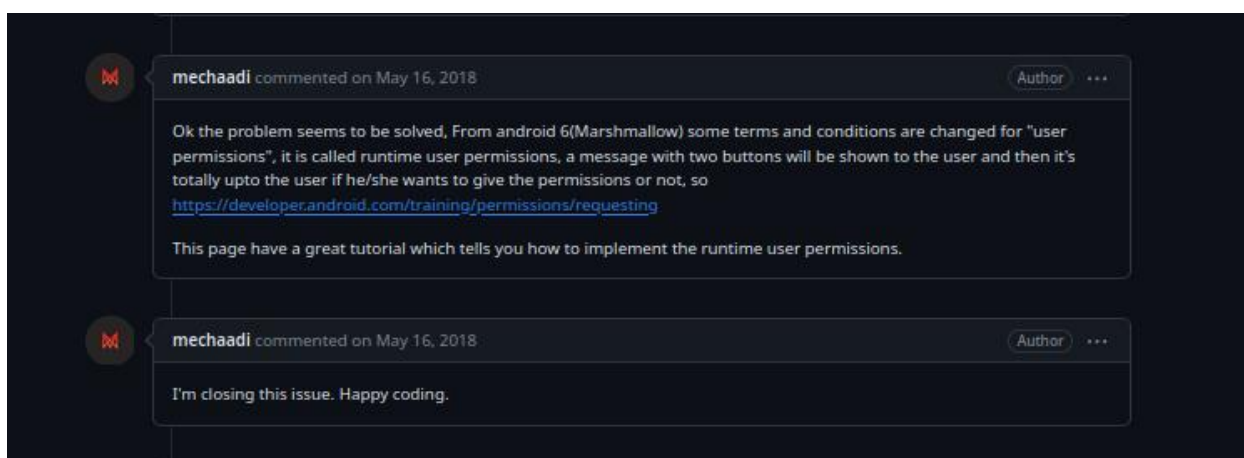 mechaadi commented on May 16, 2018
Author
Ok the problem seems to be solved, From android 6(Marshmallow) some terms and conditions are changed for "user
permissions", it is called runtime user permissions, a message with two buttons will be shown to the user and then it's
totally upto the user if he/she wants to give the permissions or not, so
https://developer.android.com/training/permissions/requesting
This page have a great tutorial which tells you how to implement the runtime user permissions.
mechaadi commented on May 16, 2018
Author
I'm closing this issue. Happy coding.